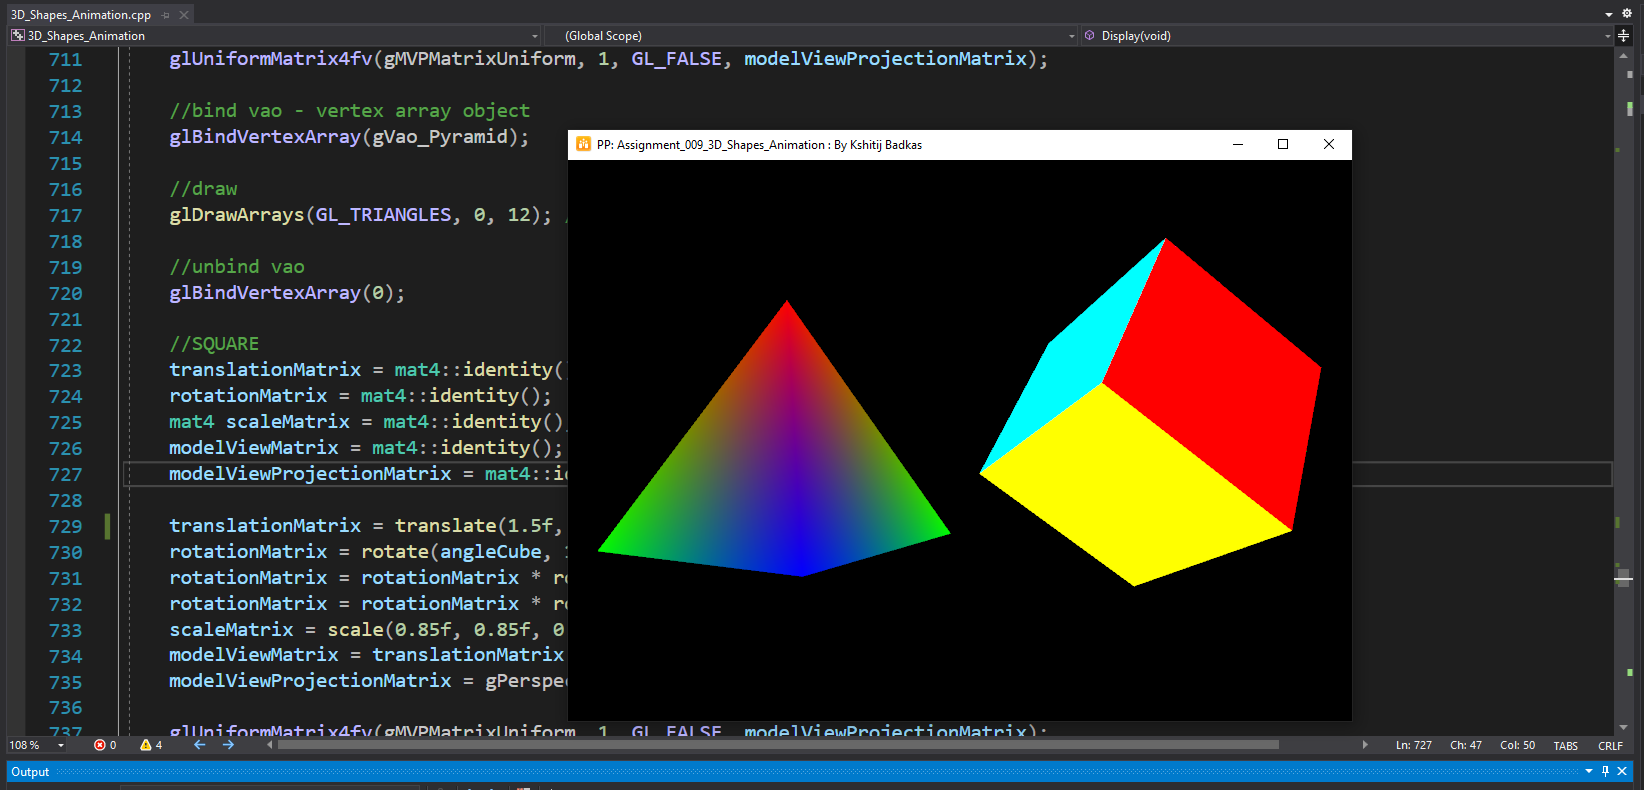 3D_Shapes_Animation.cpp
3D_Shapes_Animation (Global Scope) Display(void)
711 glUniformMatrix4fv(gMVPMatrixUniform, 1, GL_FALSE, modelViewProjectionMatrix);
712
713 //bind vao - vertex array object
714 glBindVertexArray(gVao_Pyramid);
PP: Assignment_009_3D_Shapes_Animation : By Kshitij Badkas
715
716 //draw
717 glDrawArrays(GL_TRIANGLES, 0, 12); /
718
719 //unbind vao
720 glBindVertexArray(0);
721
722 //SQUARE
723 translationMatrix = mat4::identity(
724 rotationMatrix = mat4::identity();
725 mat4 scaleMatrix = mat4::identity()
726 modelViewMatrix = mat4::identity();
727 modelViewProjectionMatrix = mat4::id
728
729 translationMatrix = translate(1.5f,
730 rotationMatrix = rotate(angleCube, 1
731 rotationMatrix = rotationMatrix * ro
732 rotationMatrix = rotationMatrix * ro
733 scaleMatrix = scale(0.85f, 0.85f, 0
734 modelViewMatrix = translationMatrix
735 modelViewProjectionMatrix = gPerspec
736
737 glUniformMatrix4fv(gMVPMatrixUniform, 1, GL_FALSE, modelViewProjectionMatrix);
108 % 0 4 Ln: 727 Ch: 47 Col: 50 TABS CRLF
Output